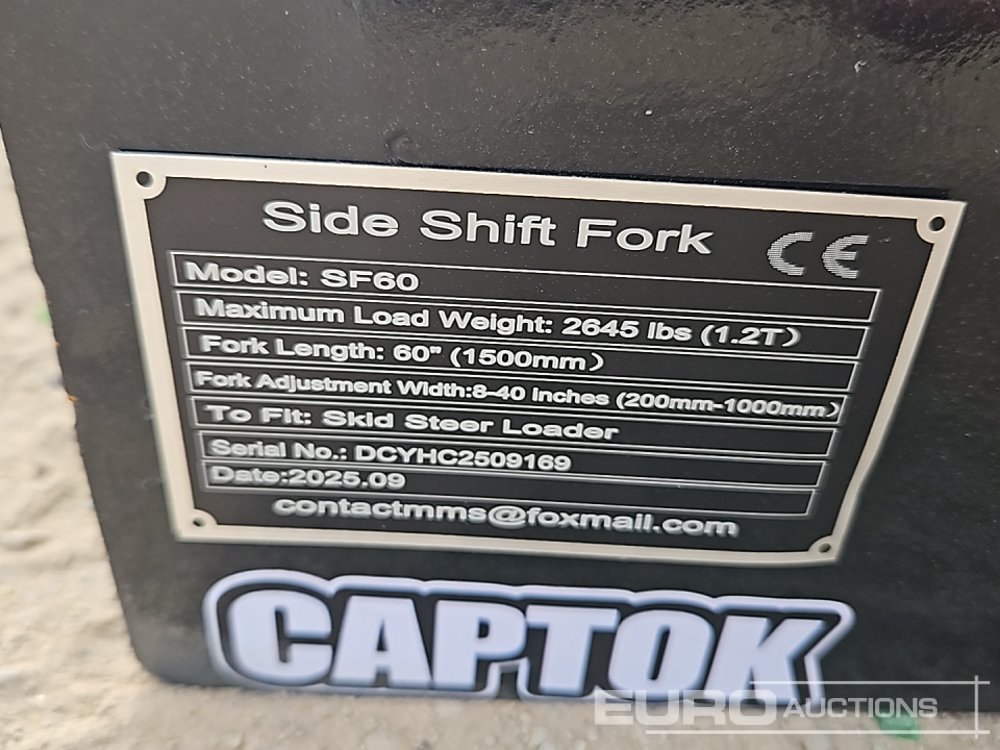 Side Shift Fork CE
Model: SF60
Maximum Load Weight: 2645 lbs (1.2T)
Fork Length: 60" (1500mm)
Fork Adjustment Width:8-40 Inches (200mm-1000mm)
To Fit: Skid Steer Loader
Serial No.: DCYHC2509169
Date:2025.09
contactmms@foxmail.com
CAPTOK
EURO AUCTIONS